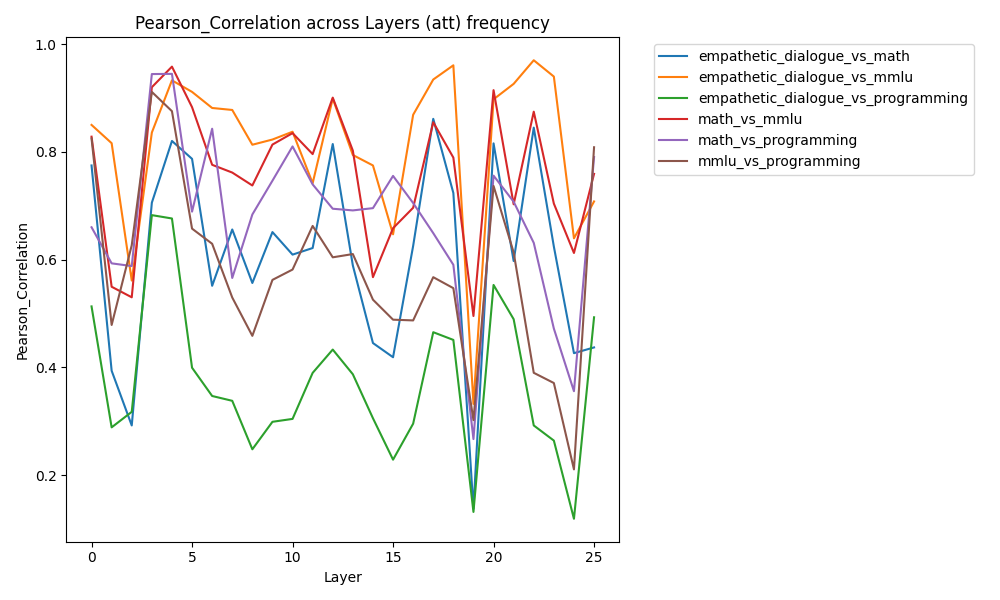 Pearson_Correlation across Layers (att) frequency
1.0
0.8
0.6
0.4
0.2
Pearson_Correlation
0 5 10 15 20 25
Layer
empathetic_dialogue_vs_math
empathetic_dialogue_vs_mmlu
empathetic_dialogue_vs_programming
math_vs_mmlu
math_vs_programming
mmlu_vs_programming